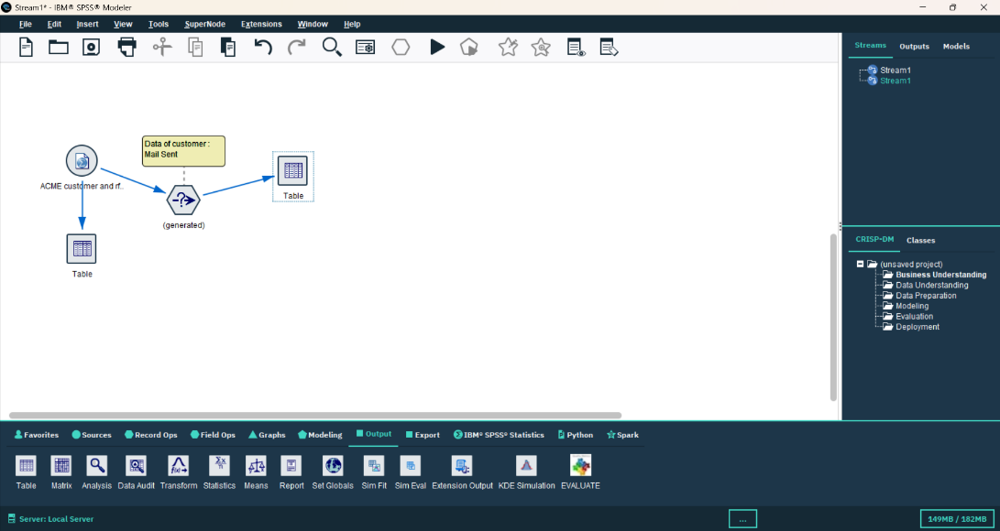 Stream1* - IBM® SPSS® Modeler
File Edit Insert View Tools SuperNode Extensions Window Help
Streams Outputs Models
Stream1
Stream1
Data of customer :
Mail Sent
ACME customer and rf..
Table
(generated)
Table
CRISP-DM Classes
(unsaved project)
Business Understanding
Data Understanding
Data Preparation
Modeling
Evaluation
Deployment
Favorites Sources Record Ops Field Ops Graphs Modeling Output Export IBM® SPSS® Statistics Python Spark
Table Matrix Analysis Data Audit Transform Statistics Means Report Set Globals Sim Fit Sim Eval Extension Output KDE Simulation EVALUATE
Server: Local Server ... 149MB / 182MB